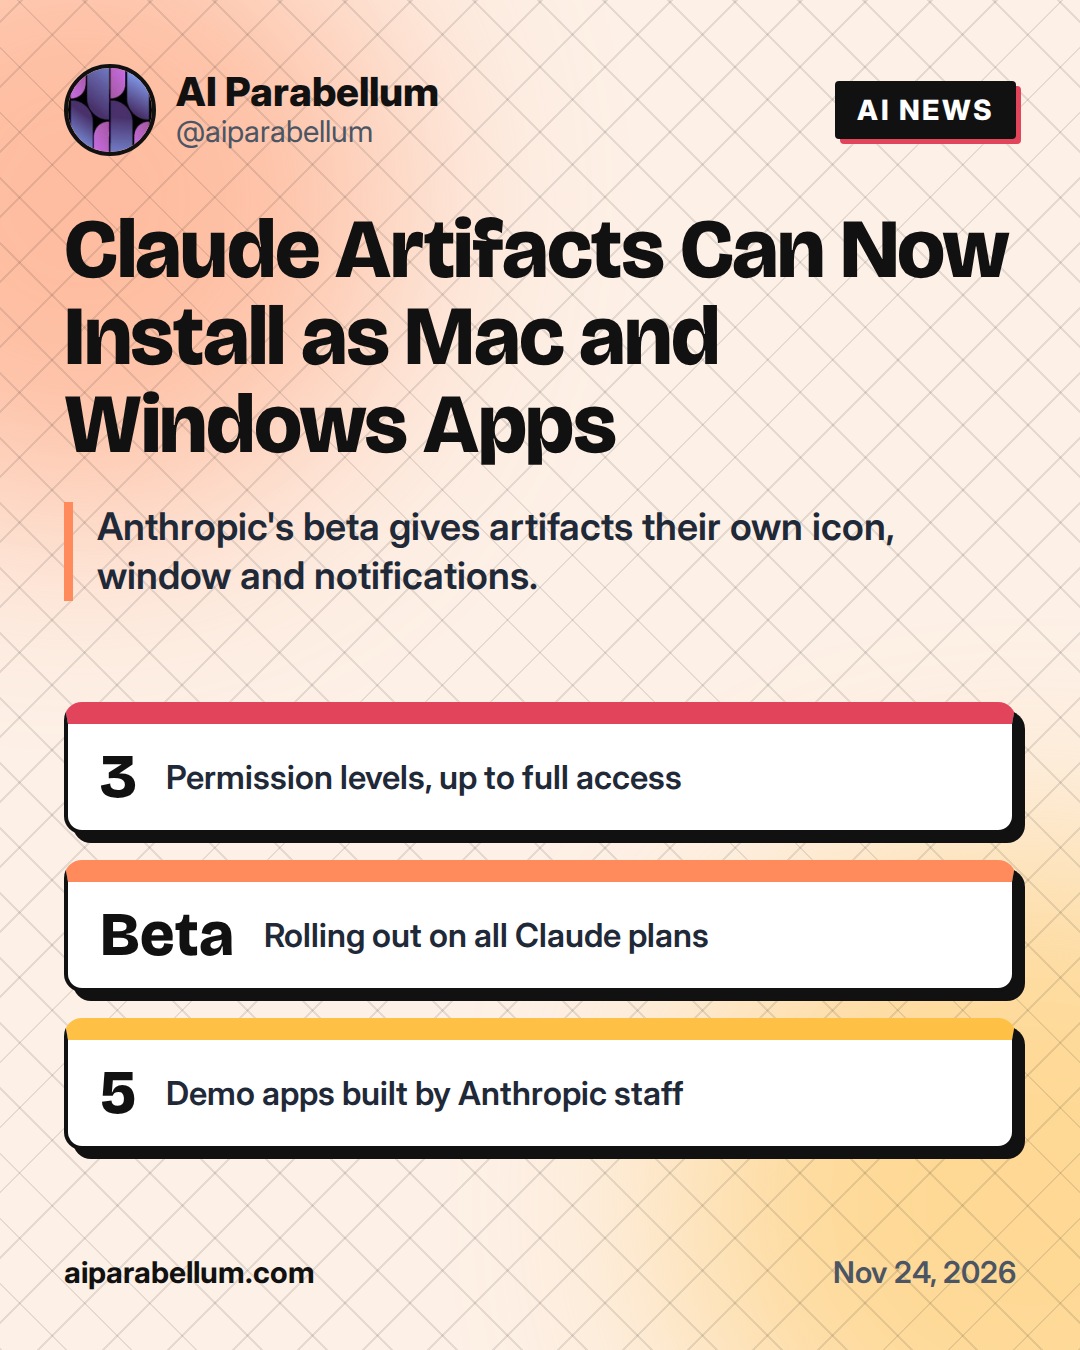 AI Parabellum
@aiparabellum
AI NEWS
Claude Artifacts Can Now
Install as Mac and
Windows Apps
Anthropic's beta gives artifacts their own icon,
window and notifications.
3 Permission levels, up to full access
Beta Rolling out on all Claude plans
5 Demo apps built by Anthropic staff
aiparabellum.com
Nov 24, 2026